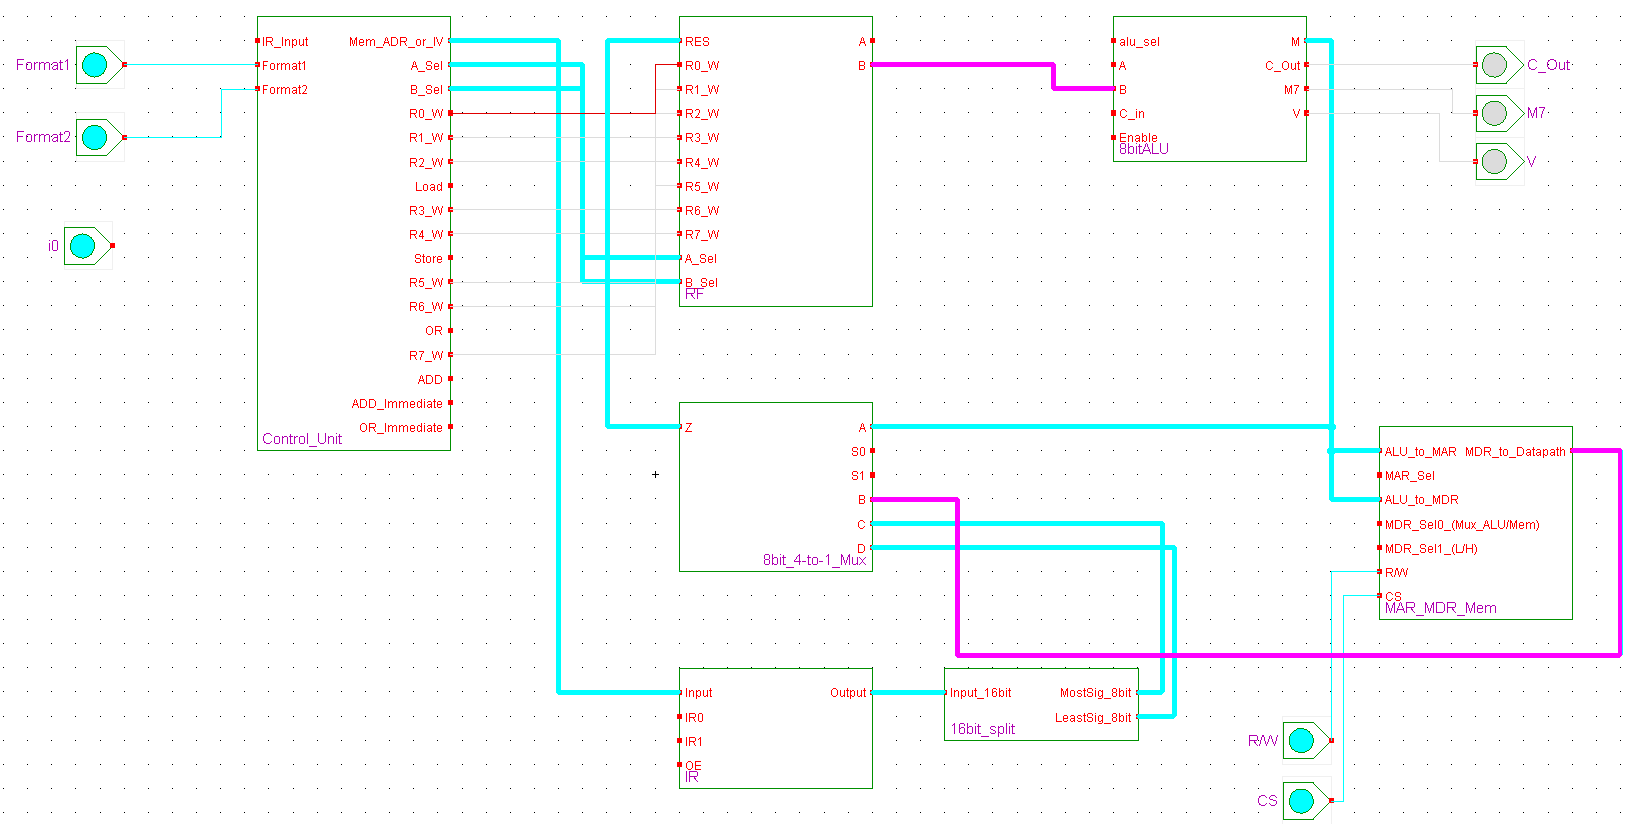 Format1
Format2
i0
IR_Input
Format1
Format2
Mem_ADR_or_IV
A_Sel
B_Sel
R0_W
R1_W
R2_W
Load
R3_W
R4_W
Store
R5_W
R6_W
OR
R7_W
ADD
ADD_Immediate
OR_Immediate
Control_Unit
RES
R0_W
R1_W
R2_W
R3_W
R4_W
R5_W
R6_W
R7_W
A_Sel
B_Sel
RF
A
B
alu_sel
A
B
C_in
Enable
8bitALU
M
C_Out
M7
V
C_Out
M7
V
Z
A
S0
S1
B
C
D
8bit_4-to-1_Mux
ALU_to_MAR
MDR_to_Datapath
MAR_Sel
ALU_to_MDR
MDR_Sel0_(Mux_ALU/Mem)
MDR_Sel1_(L/H)
R/W
CS
MAR_MDR_Mem
Input
IR0
IR1
OE
IR
Output
Input_16bit
MostSig_8bit
LeastSig_8bit
16bit_split
R/W
CS